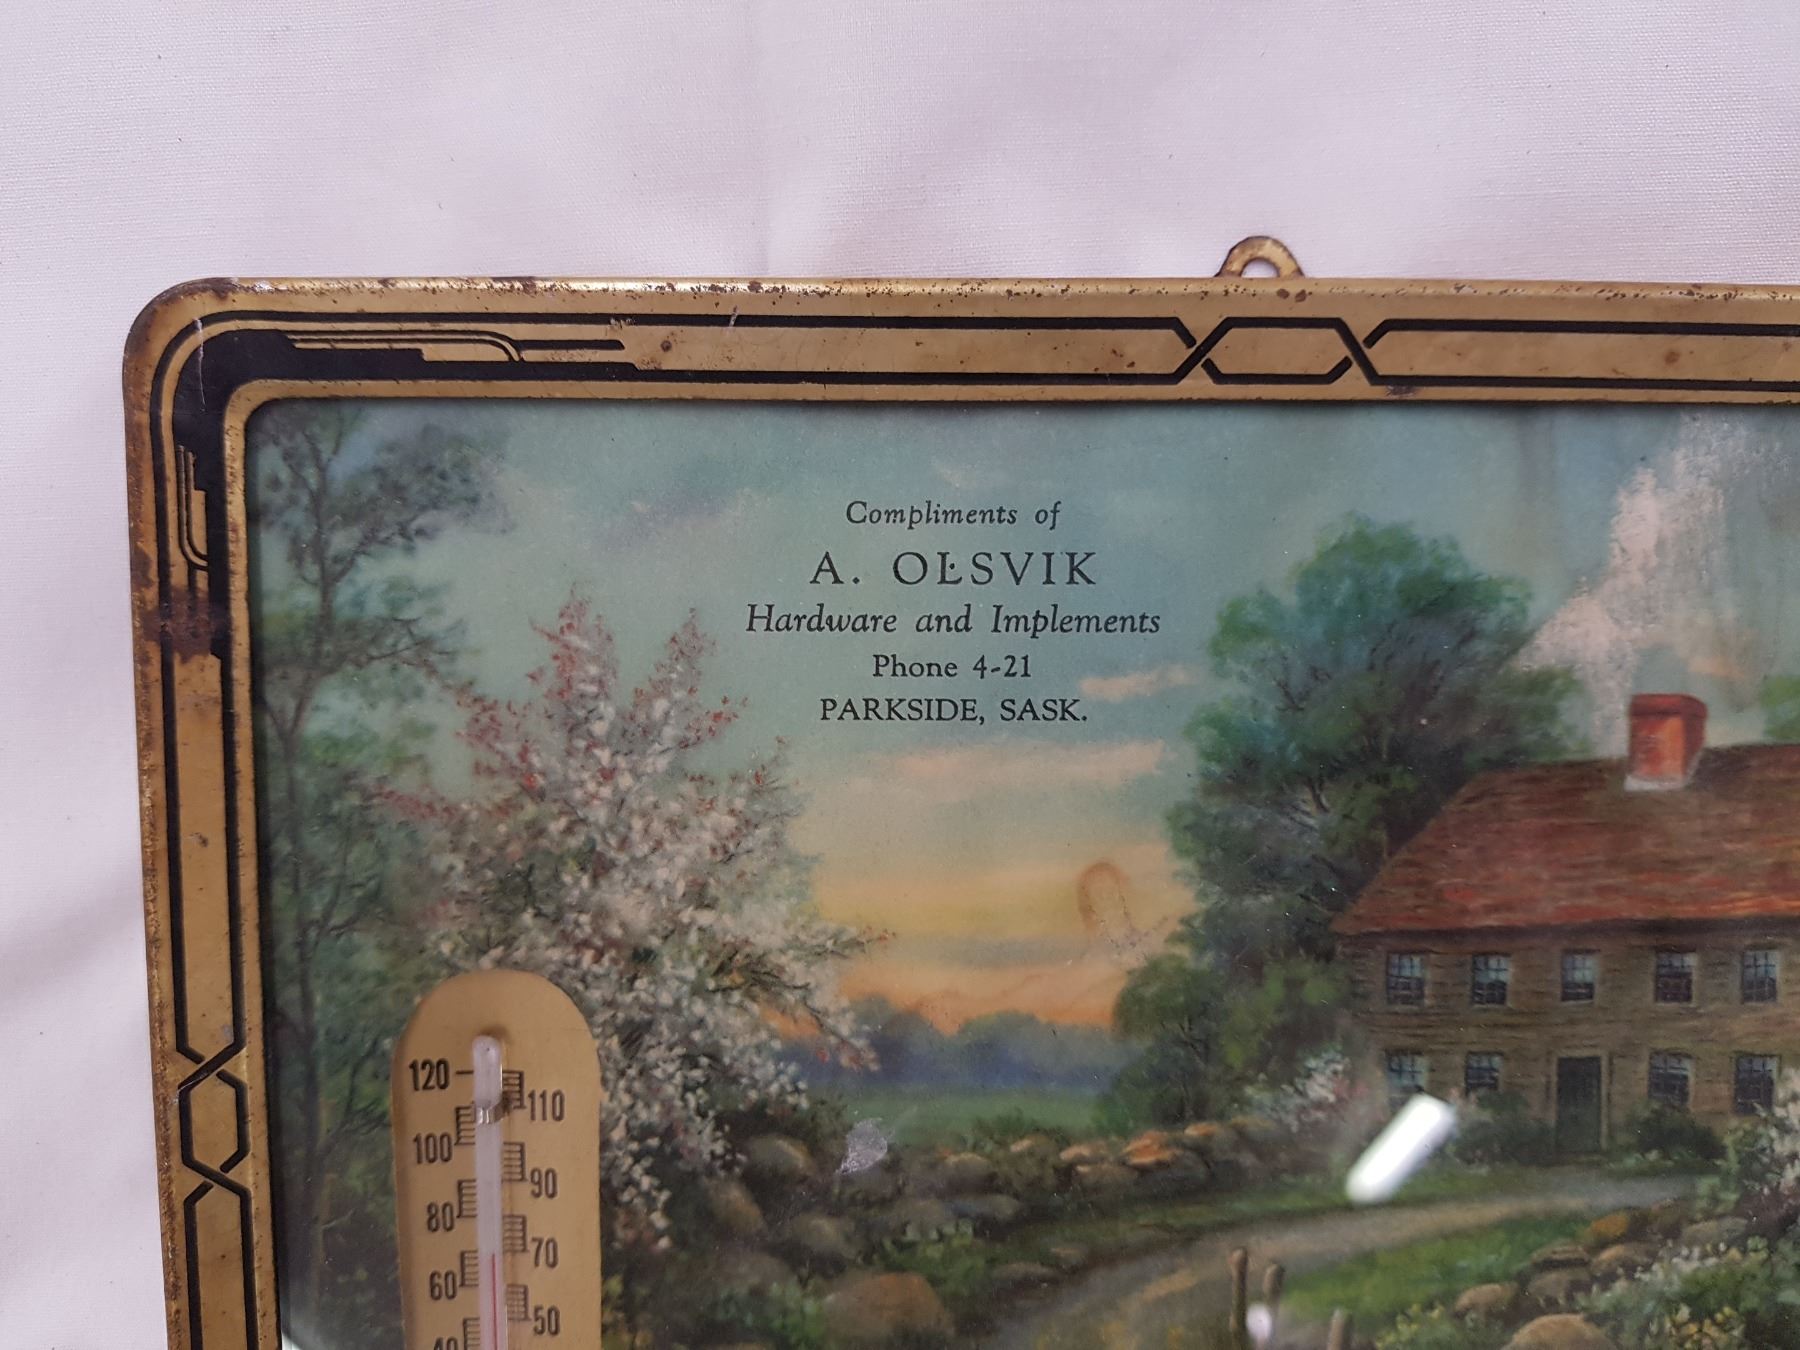 Compliments of
A. OLSVIK
Hardware and Implements
Phone 4-21
PARKSIDE, SASK.
120
110
100
90
80
70
60
50
40